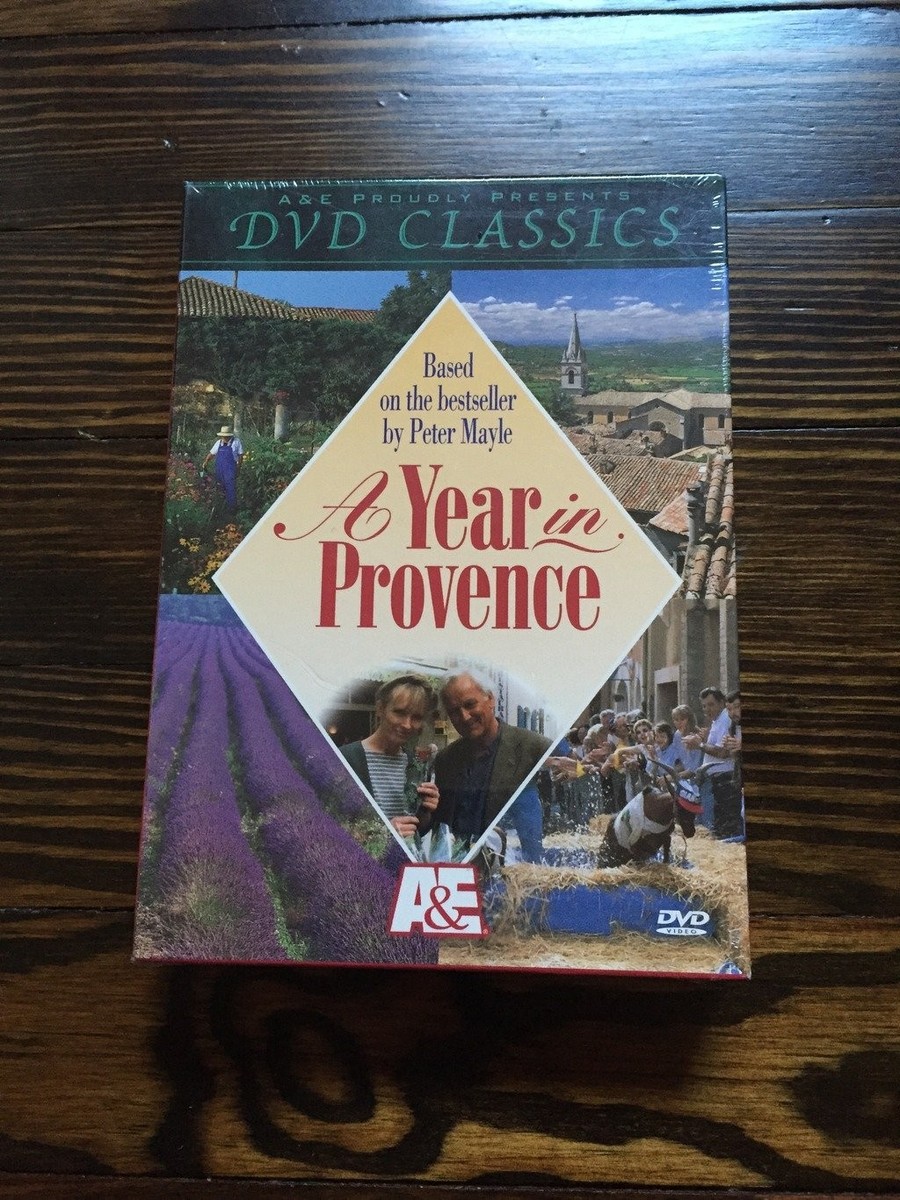 A&E PROUDLY PRESENTS
DVD CLASSICS
Based
on the bestseller
by Peter Mayle
A Year in
Provence
A&E
DVD
VIDEO